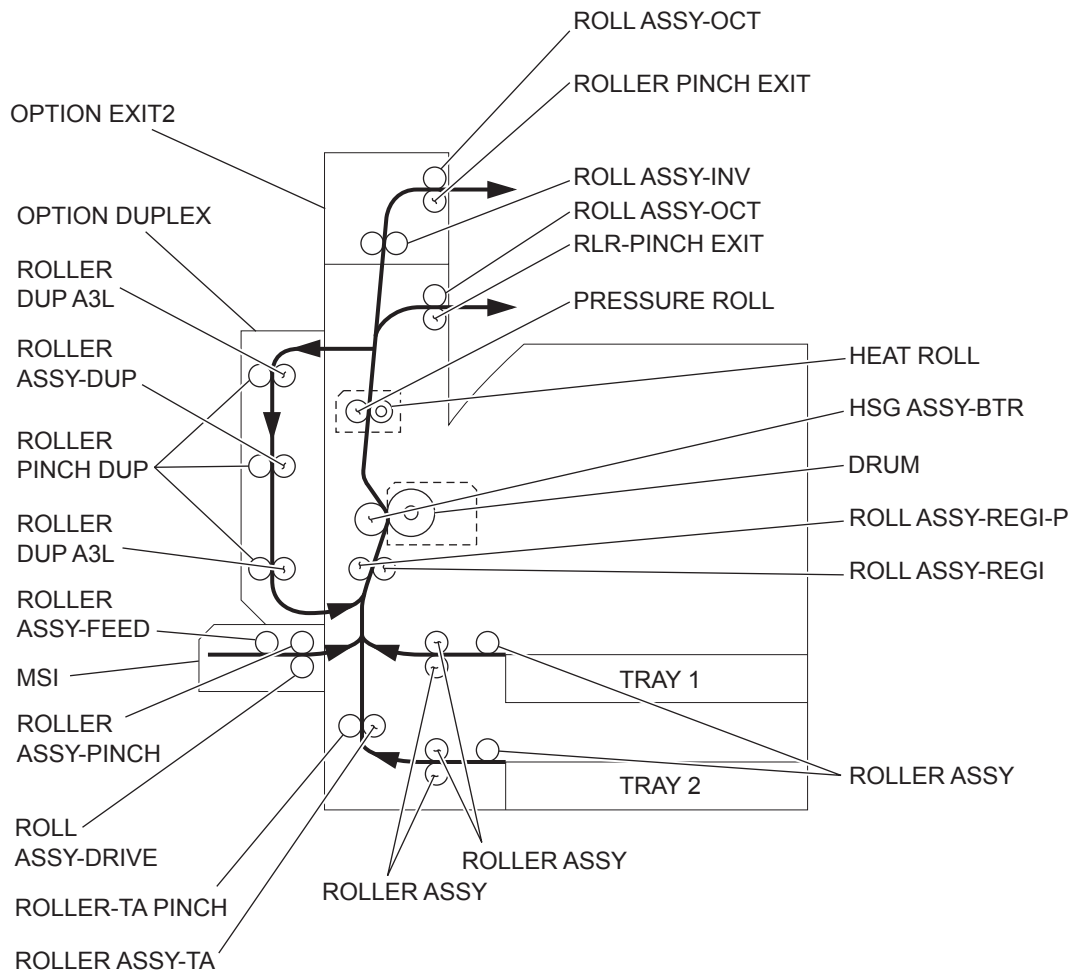 ROLL ASSY-OCT
ROLLER PINCH EXIT
OPTION EXIT2
ROLL ASSY-INV
OPTION DUPLEX
ROLL ASSY-OCT
RLR-PINCH EXIT
ROLLER
DUP A3L
PRESSURE ROLL
ROLLER
ASSY-DUP
HEAT ROLL
HSG ASSY-BTR
ROLLER
PINCH DUP
DRUM
ROLL ASSY-REGI-P
ROLLER
DUP A3L
ROLL ASSY-REGI
ROLLER
ASSY-FEED
MSI
TRAY 1
ROLLER
ASSY-PINCH
ROLLER ASSY
TRAY 2
ROLL
ASSY-DRIVE
ROLLER ASSY
ROLLER ASSY
ROLLER-TA PINCH
ROLLER ASSY-TA